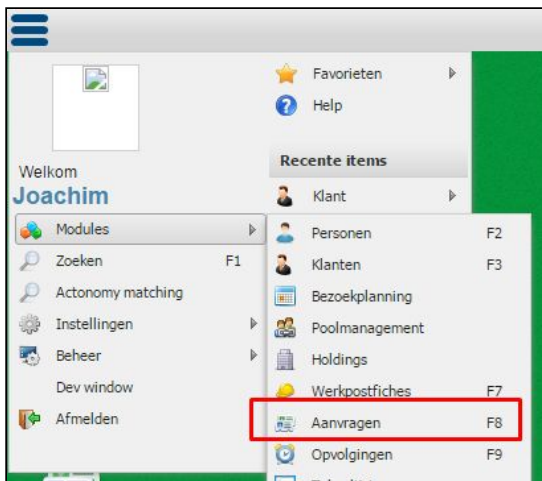 Favorieten
Help
Recente items
Klant
Welkom
Joachim
Modules
Zoeken F1
Actonomy matching
Instellingen
Beheer
Dev window
Afmelden
Personen F2
Klanten F3
Bezoekplanning
Poolmanagement
Holdings
Werkpostfiches F7
Aanvragen F8
Opvolgingen F9